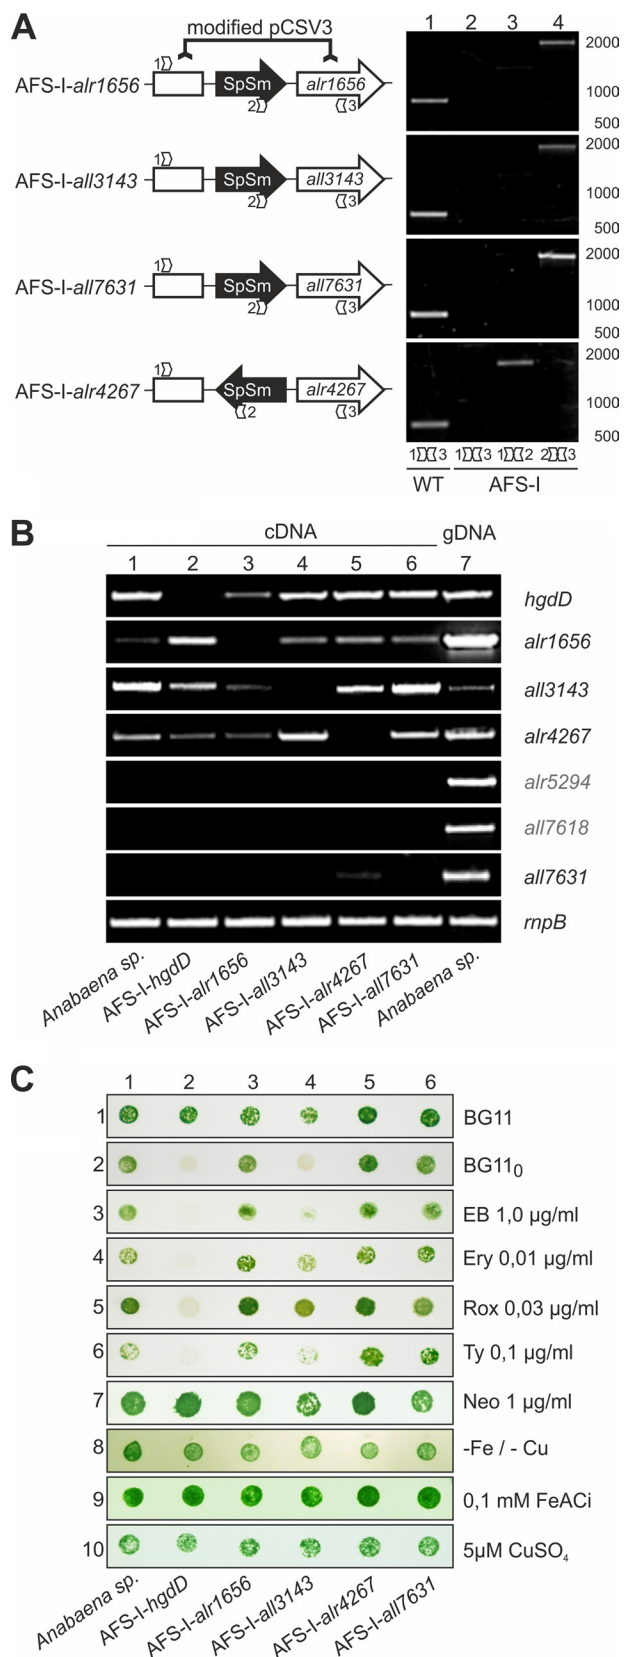 A
modified pCSV3
1 2 3 4
AFS-I-alr1656
1
SpSm
alr1656
2
3
2000
1000
500
AFS-I-all3143
1
SpSm
all3143
2
3
2000
1000
500
AFS-I-all7631
1
SpSm
all7631
2
3
2000
1000
500
AFS-I-alr4267
1
SpSm
alr4267
2
3
2000
1000
500
1 3 1 3 1 2 2 3
WT AFS-I
B
cDNA gDNA
1 2 3 4 5 6 7
hgdD
alr1656
all3143
alr4267
alr5294
all7618
all7631
rnpB
Anabaena sp.
AFS-I-hgdD
AFS-I-alr1656
AFS-I-all3143
AFS-I-alr4267
AFS-I-all7631
Anabaena sp.
C
1 2 3 4 5 6
1 BG11
2 BG11₀
3 EB 1,0 µg/ml
4 Ery 0,01 µg/ml
5 Rox 0,03 µg/ml
6 Ty 0,1 µg/ml
7 Neo 1 µg/ml
8 -Fe / - Cu
9 0,1 mM FeACi
10 5µM CuSO₄
Anabaena sp.
AFS-I-hgdD
AFS-I-alr1656
AFS-I-all3143
AFS-I-alr4267
AFS-I-all7631